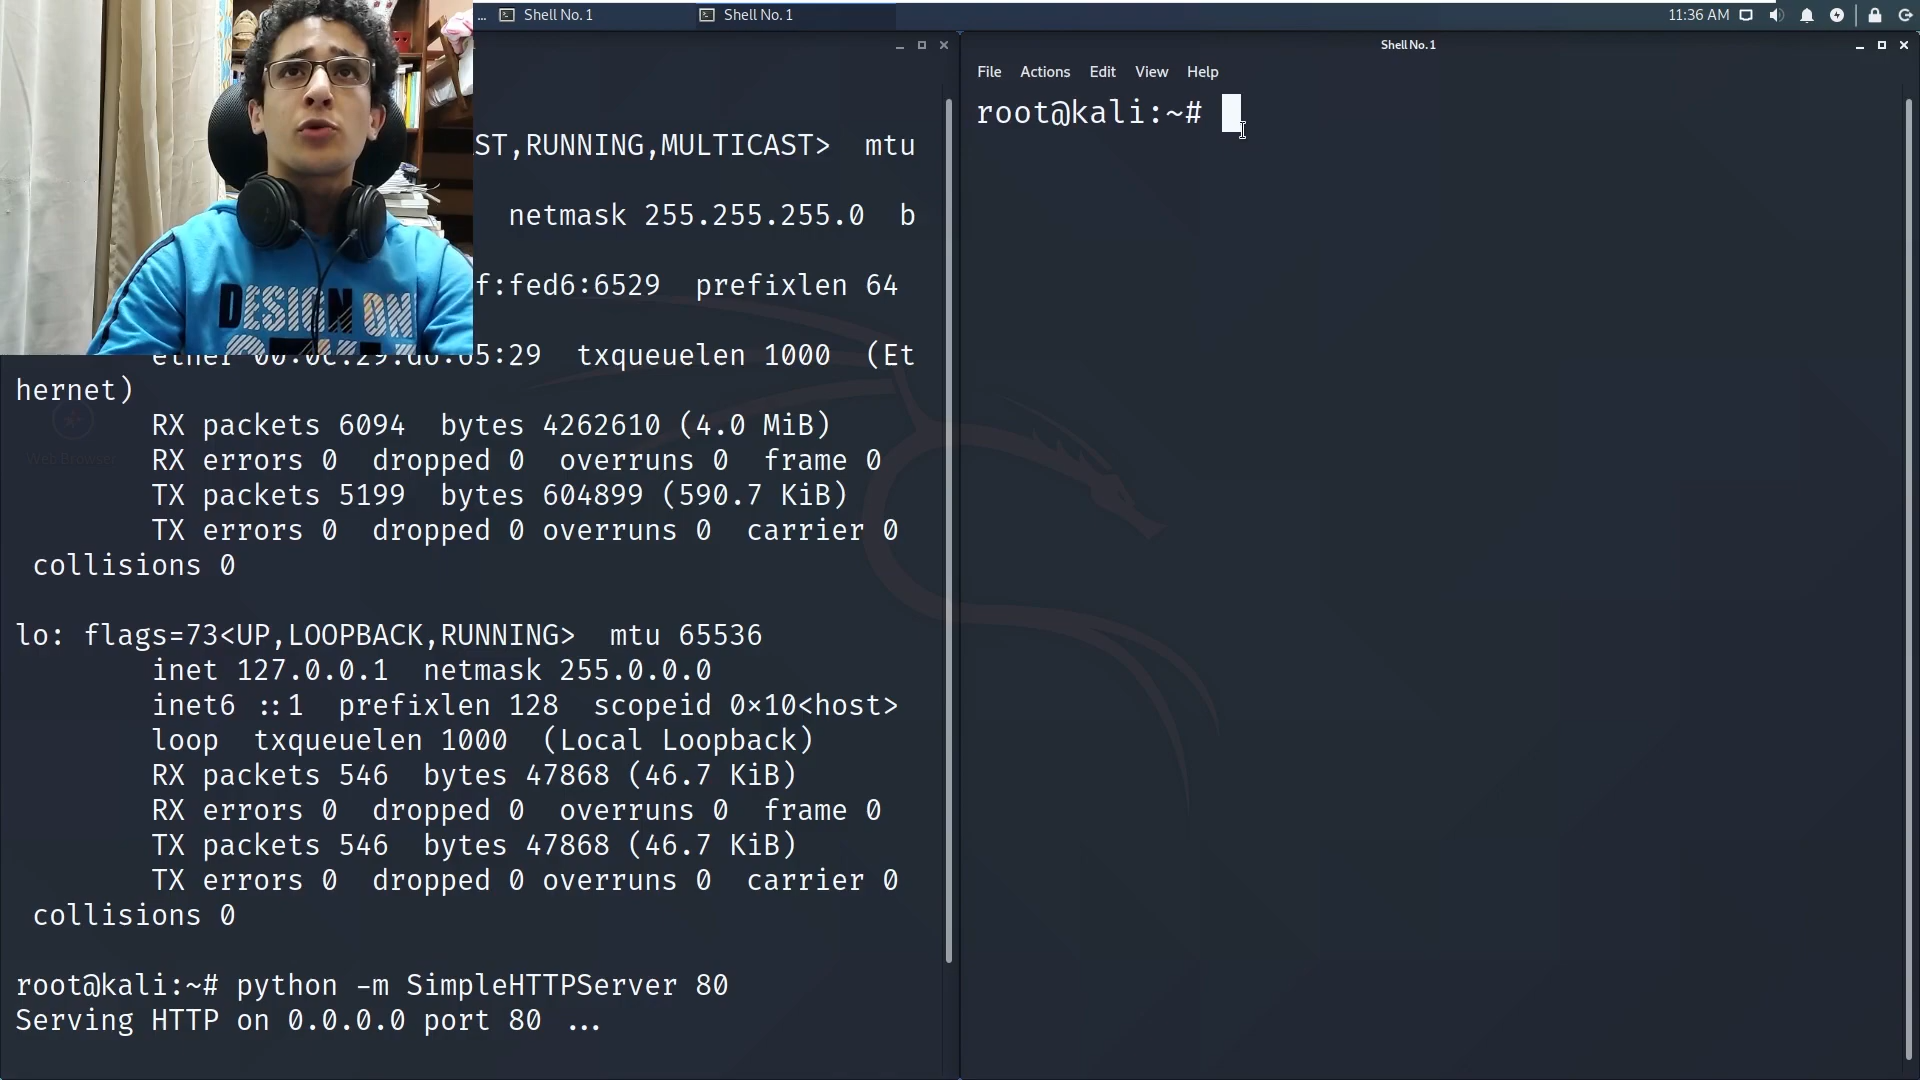 ... Shell No. 1 Shell No. 1 11:36 AM
Shell No. 1
File Actions Edit View Help
root@kali:~#
ST,RUNNING,MULTICAST> mtu
netmask 255.255.255.0 b
f:fed6:6529 prefixlen 64
DESIGN ON
ether 00:0c:29:d6:65:29 txqueuelen 1000 (Et
hernet)
RX packets 6094 bytes 4262610 (4.0 MiB)
Web Browser
RX errors 0 dropped 0 overruns 0 frame 0
TX packets 5199 bytes 604899 (590.7 KiB)
TX errors 0 dropped 0 overruns 0 carrier 0
collisions 0
lo: flags=73<UP,LOOPBACK,RUNNING> mtu 65536
inet 127.0.0.1 netmask 255.0.0.0
inet6 ::1 prefixlen 128 scopeid 0×10<host>
loop txqueuelen 1000 (Local Loopback)
RX packets 546 bytes 47868 (46.7 KiB)
RX errors 0 dropped 0 overruns 0 frame 0
TX packets 546 bytes 47868 (46.7 KiB)
TX errors 0 dropped 0 overruns 0 carrier 0
collisions 0
root@kali:~# python -m SimpleHTTPServer 80
Serving HTTP on 0.0.0.0 port 80 ...